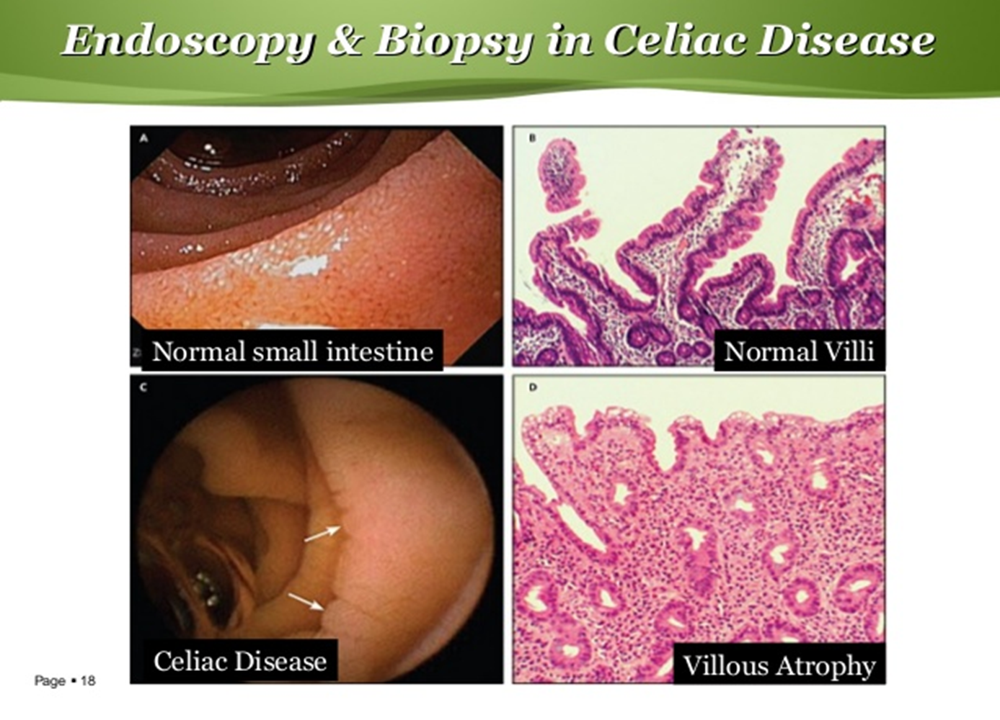 Endoscopy & Biopsy in Celiac Disease
A
B
Normal small intestine
Normal Villi
C
D
Celiac Disease
Villous Atrophy
Page ▪ 18